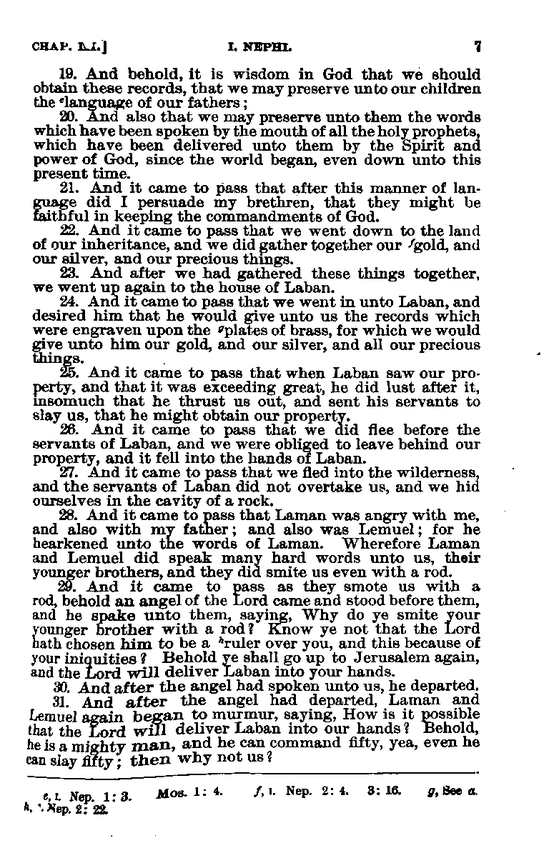 CHAP. III.] I. NEPHI. 7
19. And behold, it is wisdom in God that we should
obtain these records, that we may preserve unto our children
the ᵉlanguage of our fathers;
20. And also that we may preserve unto them the words
which have been spoken by the mouth of all the holy prophets,
which have been delivered unto them by the Spirit and
power of God, since the world began, even down unto this
present time.
21. And it came to pass that after this manner of lan-
guage did I persuade my brethren, that they might be
faithful in keeping the commandments of God.
22. And it came to pass that we went down to the land
of our inheritance, and we did gather together our ᶠgold, and
our silver, and our precious things.
23. And after we had gathered these things together,
we went up again to the house of Laban.
24. And it came to pass that we went in unto Laban, and
desired him that he would give unto us the records which
were engraven upon the ᵍplates of brass, for which we would
give unto him our gold, and our silver, and all our precious
things.
25. And it came to pass that when Laban saw our pro-
perty, and that it was exceeding great, he did lust after it,
insomuch that he thrust us out, and sent his servants to
slay us, that he might obtain our property.
26. And it came to pass that we did flee before the
servants of Laban, and we were obliged to leave behind our
property, and it fell into the hands of Laban.
27. And it came to pass that we fled into the wilderness,
and the servants of Laban did not overtake us, and we hid
ourselves in the cavity of a rock.
28. And it came to pass that Laman was angry with me,
and also with my father; and also was Lemuel; for he
hearkened unto the words of Laman. Wherefore Laman
and Lemuel did speak many hard words unto us, their
younger brothers, and they did smite us even with a rod.
29. And it came to pass as they smote us with a
rod, behold an angel of the Lord came and stood before them,
and he spake unto them, saying, Why do ye smite your
younger brother with a rod? Know ye not that the Lord
hath chosen him to be a ʰruler over you, and this because of
your iniquities? Behold ye shall go up to Jerusalem again,
and the Lord will deliver Laban into your hands.
30. And after the angel had spoken unto us, he departed.
31. And after the angel had departed, Laman and
Lemuel again began to murmur, saying, How is it possible
that the Lord will deliver Laban into our hands? Behold,
he is a mighty man, and he can command fifty, yea, even he
can slay fifty; then why not us?
e, I. Nep. 1: 3. Mos. 1: 4. f, I. Nep. 2: 4. 3: 16. g, See a.
h, Nep. 2: 22.